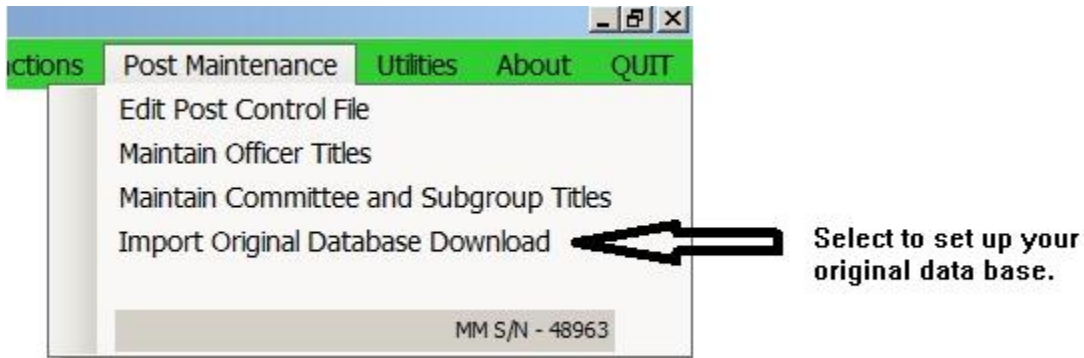 Post Maintenance Utilities About QUIT
Edit Post Control File
Maintain Officer Titles
Maintain Committee and Subgroup Titles
Import Original Database Download
Select to set up your
original data base.
MM S/N - 48963